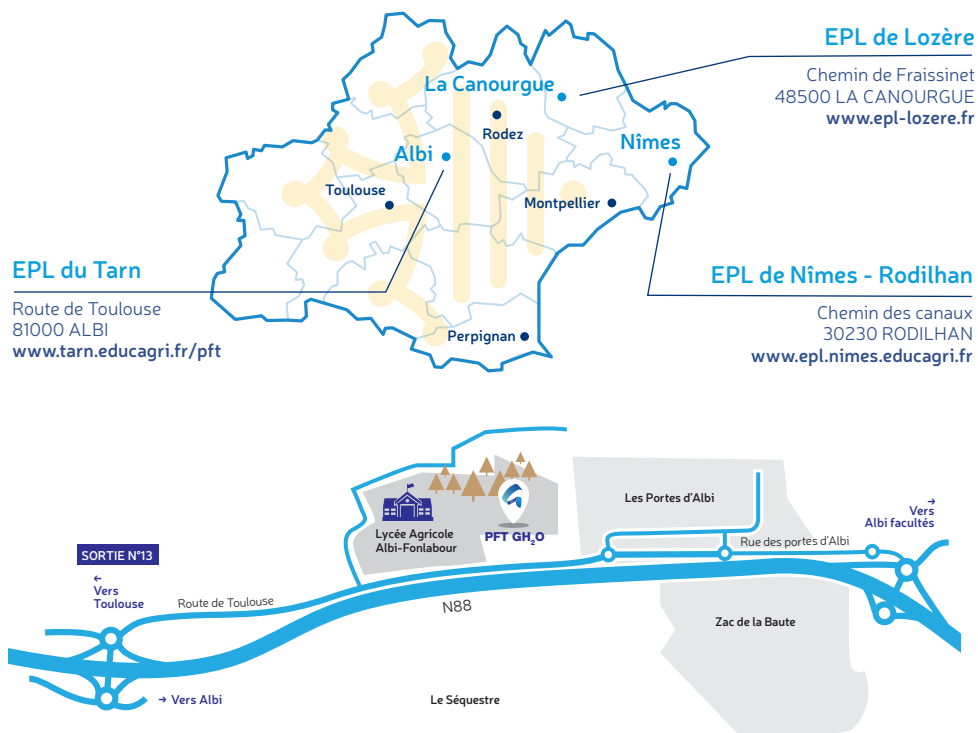 EPL de Lozère
Chemin de Fraissinet
48500 LA CANOURGUE
www.epl-lozere.fr
La Canourgue
Rodez
Nîmes
Albi
Toulouse
Montpellier
Perpignan
EPL du Tarn
Route de Toulouse
81000 ALBI
www.tarn.educagri.fr/pft
EPL de Nîmes - Rodilhan
Chemin des canaux
30230 RODILHAN
www.epl.nimes.educagri.fr
Les Portes d'Albi
→
Vers
Albi facultés
Lycée Agricole
Albi-Fonlabour
PFT GH₂O
Rue des portes d'Albi
SORTIE N°13
←
Vers
Toulouse
Route de Toulouse
N88
Zac de la Baute
→ Vers Albi
Le Séquestre